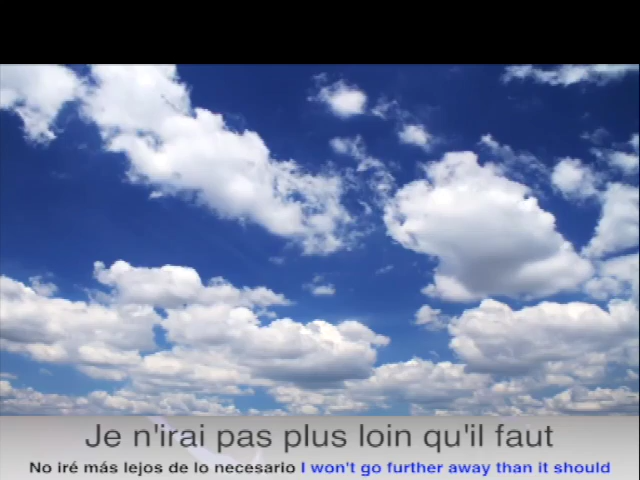 Je n'irai pas plus loin qu'il faut
No iré más lejos de lo necesario I won't go further away than it should